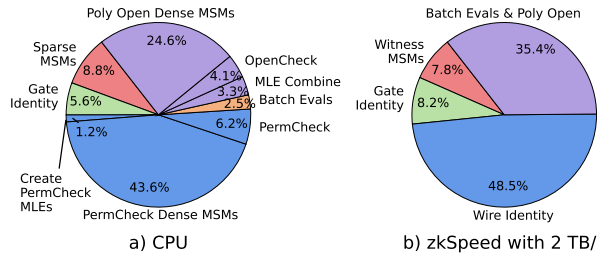 Poly Open Dense MSMs
24.6%
Sparse
MSMs
8.8%
Gate
Identity
5.6%
OpenCheck
4.1%
MLE Combine
3.3%
Batch Evals
2.5%
PermCheck
6.2%
1.2%
Create
PermCheck
MLEs
43.6%
PermCheck Dense MSMs
a) CPU
Batch Evals & Poly Open
35.4%
Witness
MSMs
7.8%
Gate
Identity
8.2%
48.5%
Wire Identity
b) zkSpeed with 2 TB/